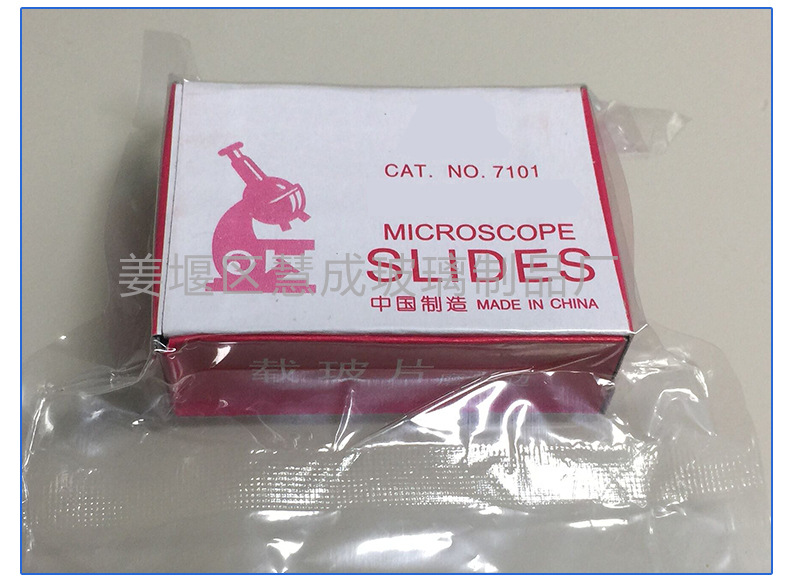 CAT. NO. 7101
MICROSCOPE
SLIDES
姜堰区慧成玻璃制品厂
中国制造 MADE IN CHINA
载玻片